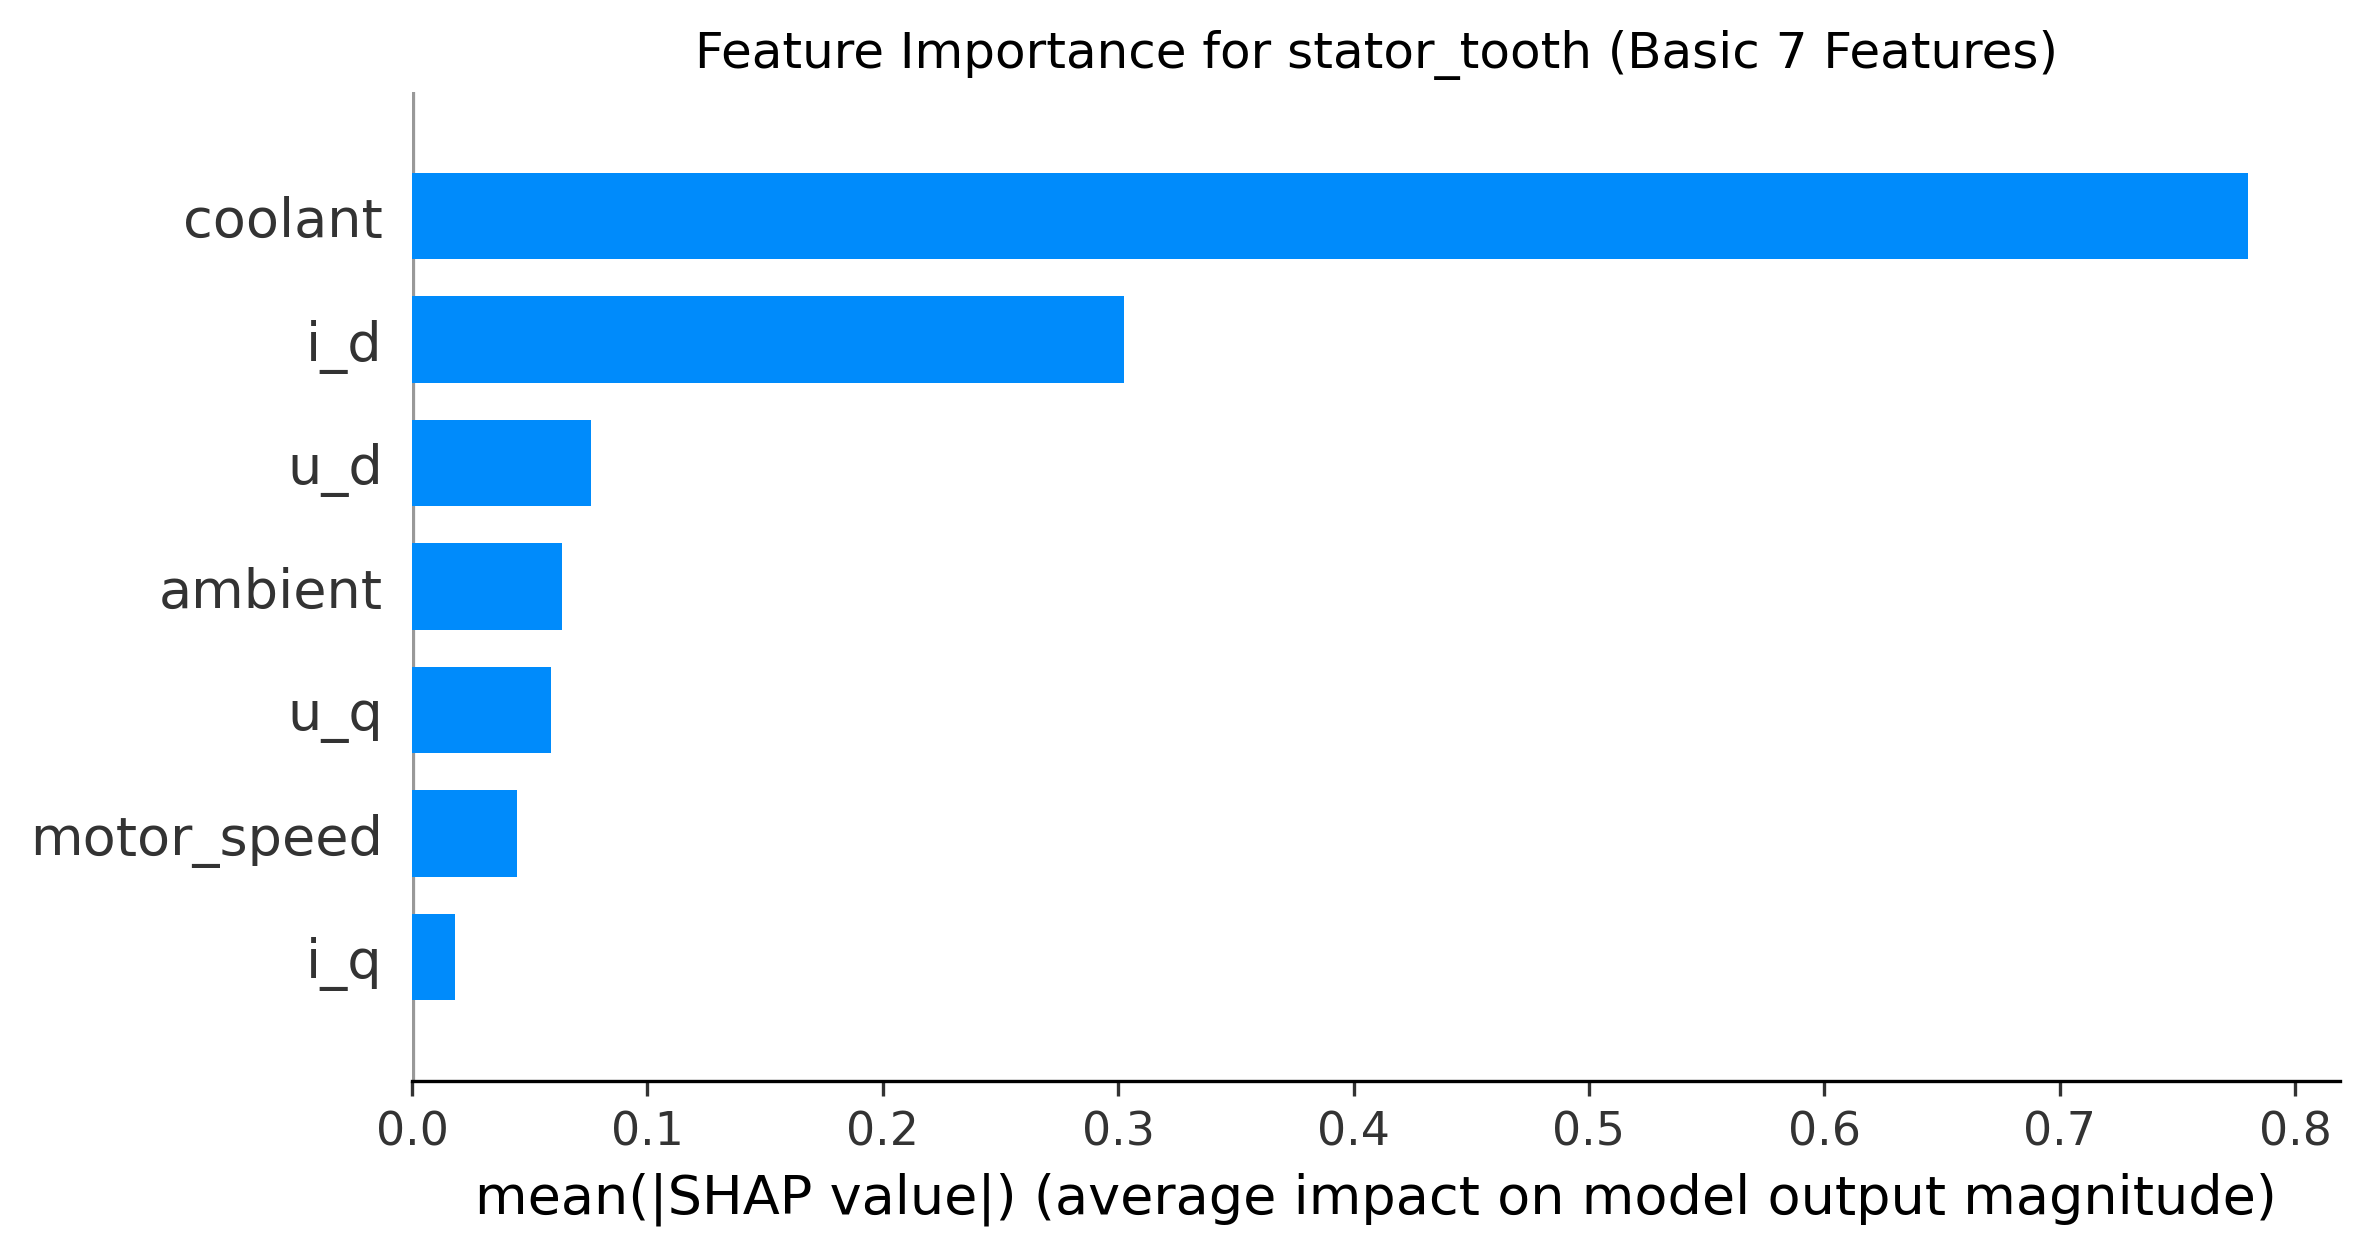 Feature Importance for stator_tooth (Basic 7 Features)
coolant
i_d
u_d
ambient
u_q
motor_speed
i_q
0.0 0.1 0.2 0.3 0.4 0.5 0.6 0.7 0.8
mean(|SHAP value|) (average impact on model output magnitude)